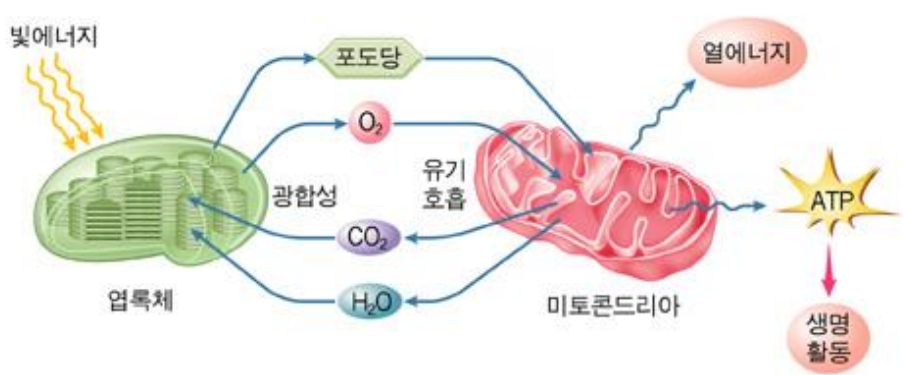 빛에너지
포도당
열에너지
O₂
광합성
유기
호흡
ATP
CO₂
엽록체
H₂O
미토콘드리아
생명
활동